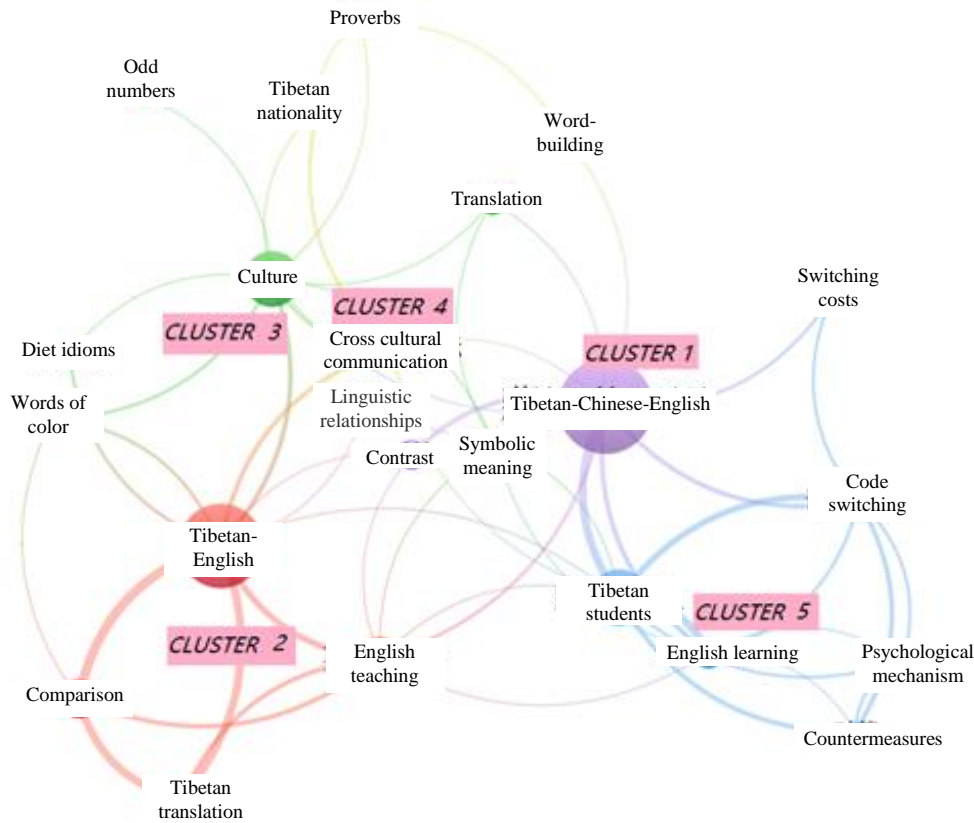 Proverbs
Odd
numbers
Tibetan
nationality
Word-
building
Translation
Culture
Switching
costs
CLUSTER 4
CLUSTER 3
Cross cultural
communication
CLUSTER 1
Diet idioms
Words of
color
Linguistic
relationships
Tibetan-Chinese-English
Contrast
Symbolic
meaning
Code
switching
Tibetan-
English
Tibetan
students
CLUSTER 5
CLUSTER 2
English
teaching
English learning
Psychological
mechanism
Comparison
Countermeasures
Tibetan
translation